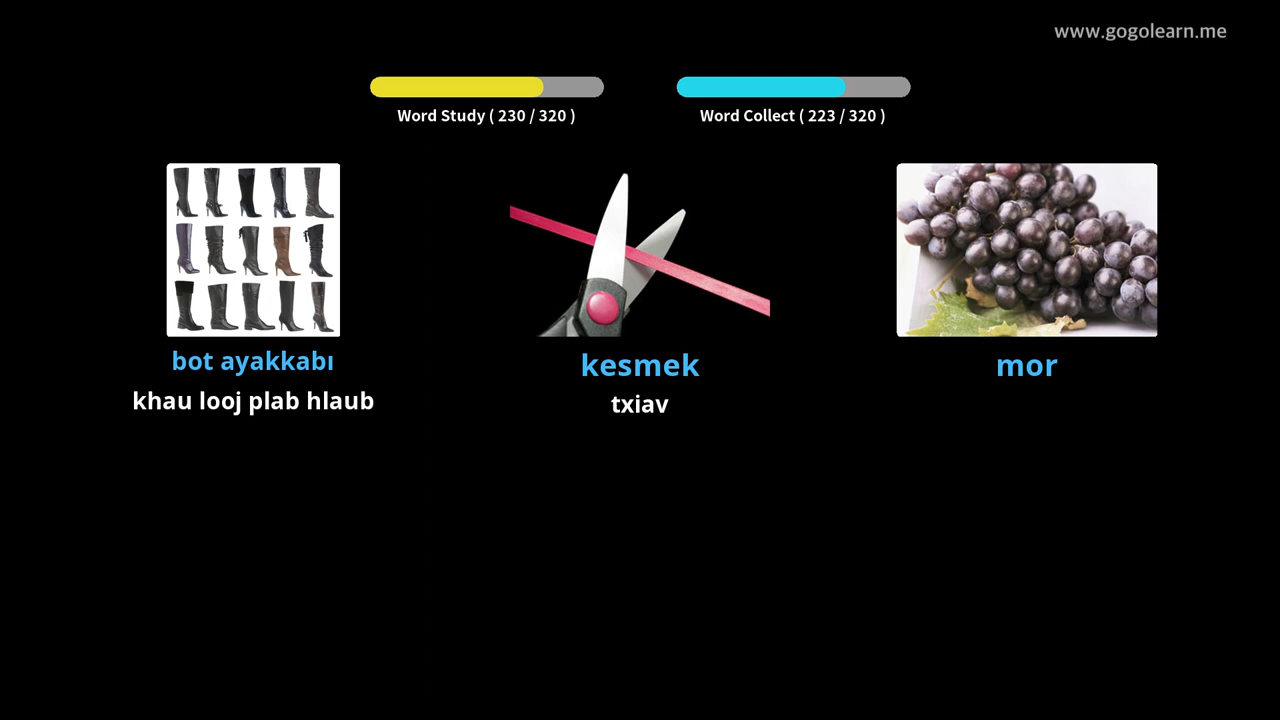 www.gogolearn.me
Word Study ( 230 / 320 )
Word Collect ( 223 / 320 )
bot ayakkabı
khau looj plab hlaub
kesmek
txiav
mor